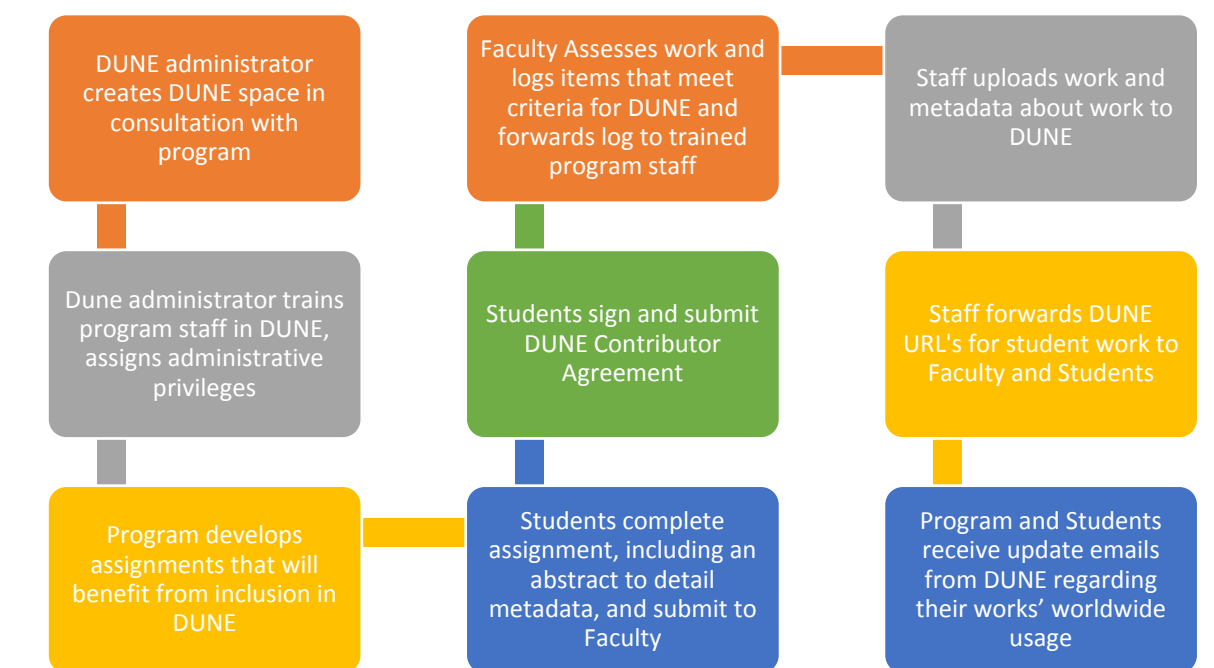 DUNE administrator
creates DUNE space in
consultation with
program
Dune administrator trains
program staff in DUNE,
assigns administrative
privileges
Program develops
assignments that will
benefit from inclusion in
DUNE
Students complete
assignment, including an
abstract to detail
metadata, and submit to
Faculty
Students sign and submit
DUNE Contributor
Agreement
Faculty Assesses work and
logs items that meet
criteria for DUNE and
forwards log to trained
program staff
Staff uploads work and
metadata about work to
DUNE
Staff forwards DUNE
URL's for student work to
Faculty and Students
Program and Students
receive update emails
from DUNE regarding
their works’ worldwide
usage